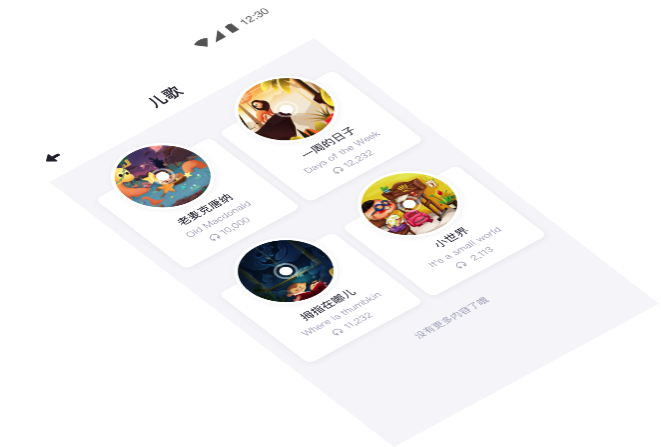 12:30
儿歌
老麦克唐纳
Old Macdonald
10,000
一周的日子
Days of the Week
12,232
拇指在哪儿
Where is thumbkin
11,232
小世界
It's a small world
2,113
没有更多内容了哦